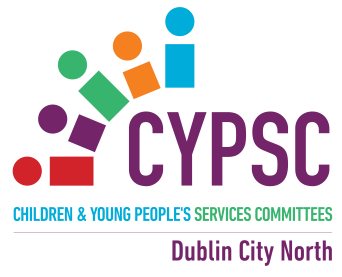 CYPSC
CHILDREN & YOUNG PEOPLE'S SERVICES COMMITTEES
Dublin City North